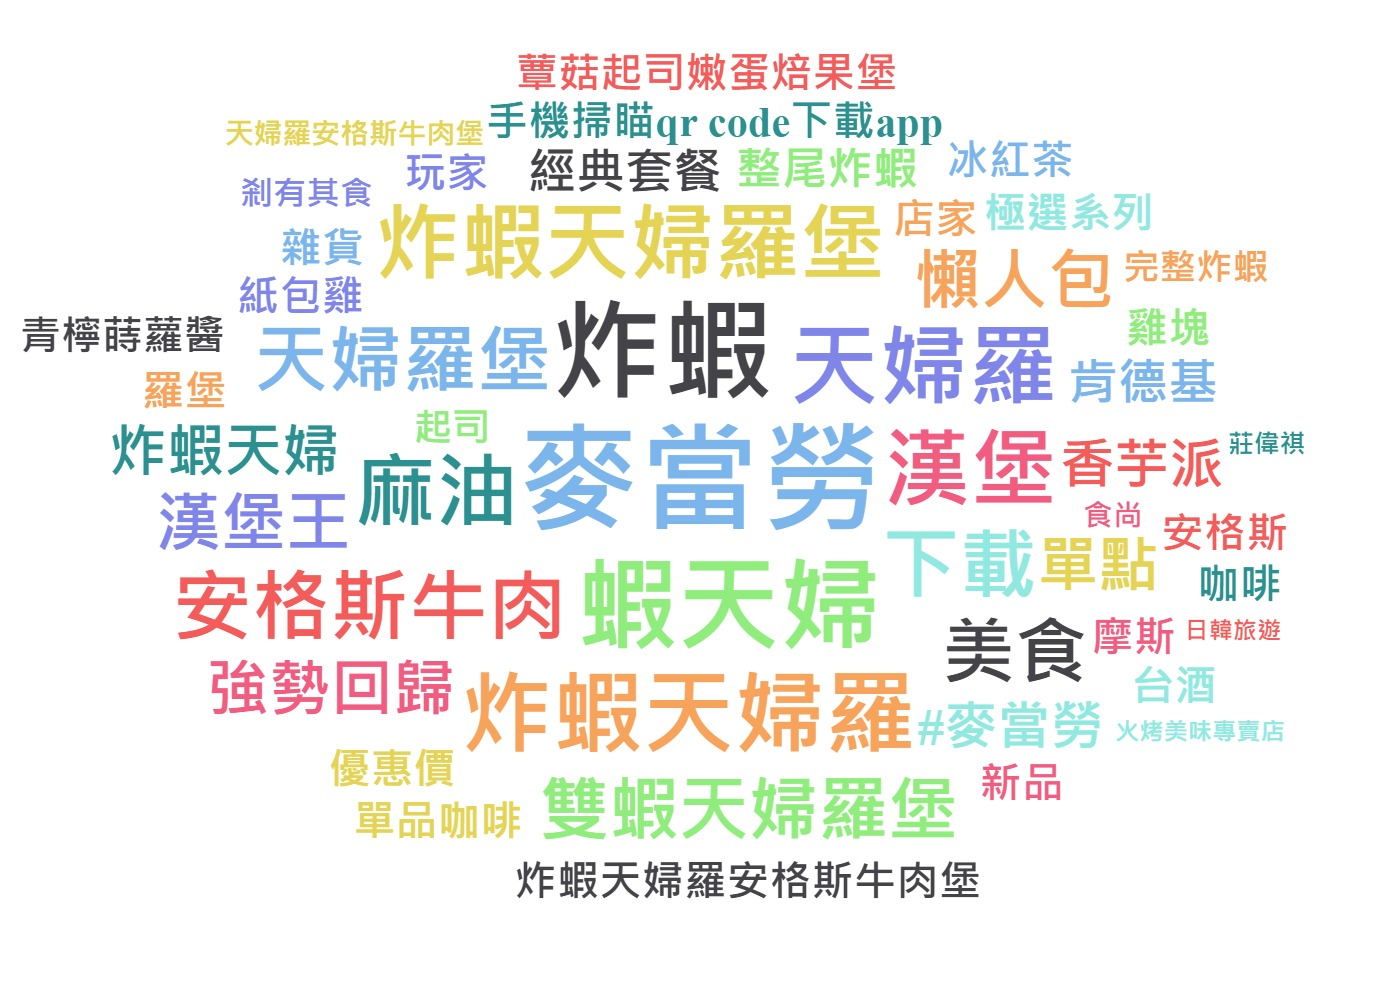 蕈菇起司嫩蛋焙果堡
手機掃瞄qr code下載app
天婦羅安格斯牛肉堡
玩家
經典套餐
整尾炸蝦
冰紅茶
剎有其食
炸蝦天婦羅堡
店家
極選系列
雜貨
懶人包
完整炸蝦
紙包雞
青檸蒔蘿醬
天婦羅堡
炸蝦
天婦羅
雞塊
肯德基
羅堡
起司
炸蝦天婦
麻油
麥當勞
漢堡
香芋派
莊偉祺
漢堡王
食尚
安格斯
下載
單點
咖啡
安格斯牛肉
蝦天婦
美食
摩斯
日韓旅遊
強勢回歸
炸蝦天婦羅
台酒
#麥當勞
火烤美味專賣店
優惠價
新品
單品咖啡
雙蝦天婦羅堡
炸蝦天婦羅安格斯牛肉堡